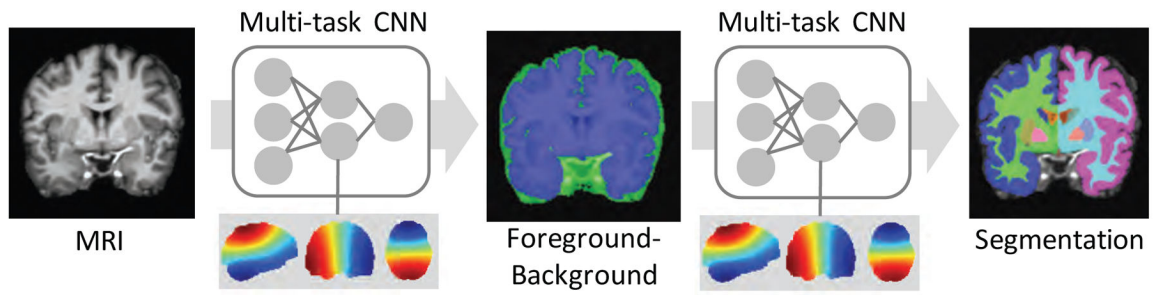 Multi-task CNN
Multi-task CNN
MRI
Foreground-
Background
Segmentation